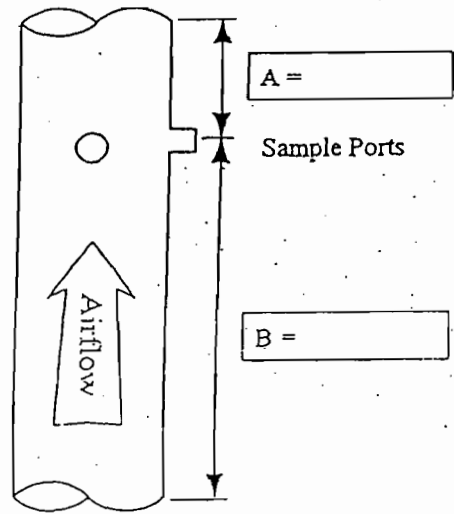 A =
Sample Ports
Airflow
B =